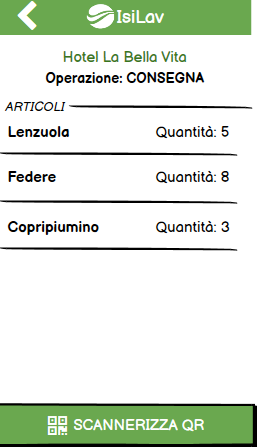 IsiLav
Hotel La Bella Vita
Operazione: CONSEGNA
ARTICOLI
Lenzuola Quantità: 5
Federe Quantità: 8
Copripiumino Quantità: 3
SCANNERIZZA QR